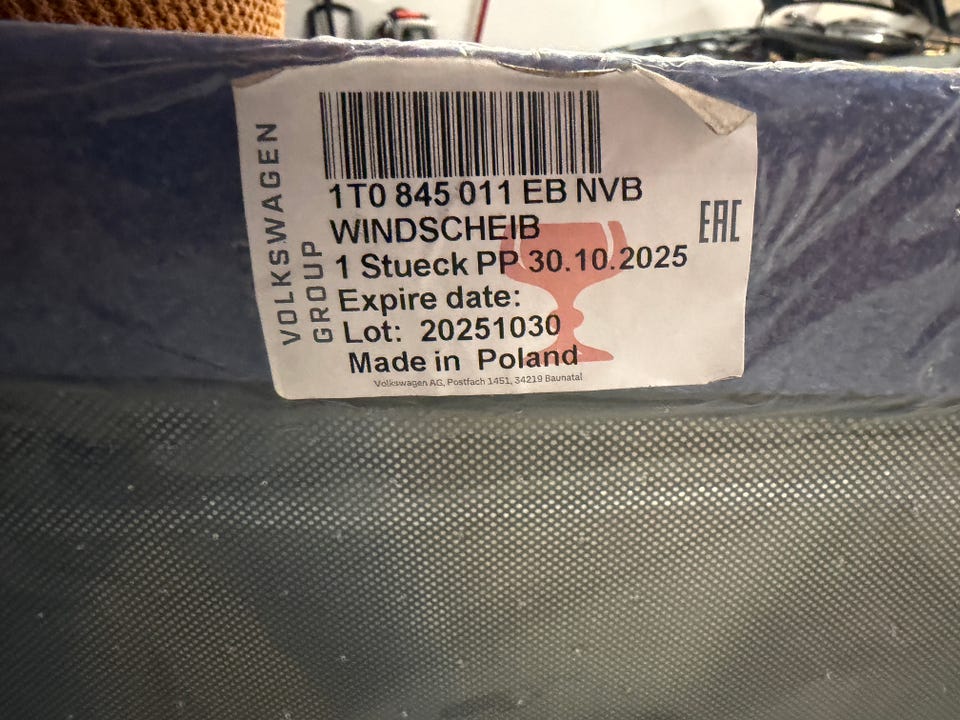 VOLKSWAGEN
GROUP
1T0 845 011 EB NVB
WINDSCHEIB
EAC
1 Stueck PP 30.10.2025
Expire date:
Lot: 20251030
Made in Poland
Volkswagen AG, Postfach 1451, 34219 Baunatal